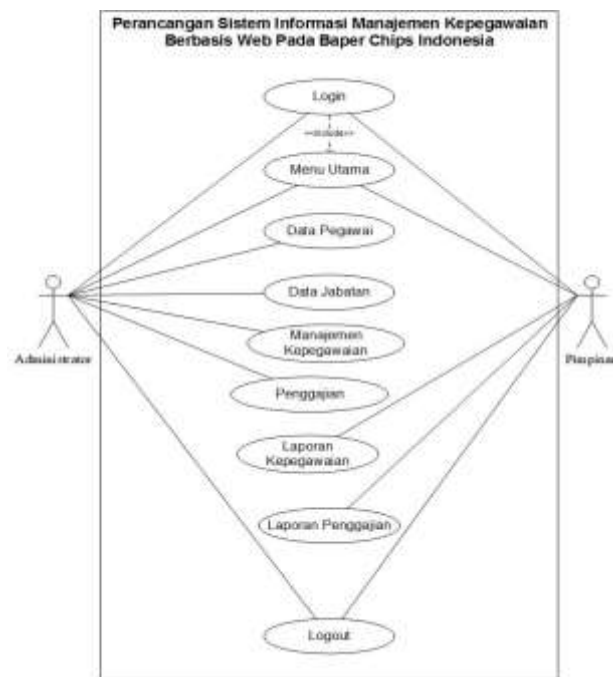 Perancangan Sistem Informasi Manajemen Kepegawaian
Berbasis Web Pada Baper Chips Indonesia
Login
<<include>>
Menu Utama
Data Pegawai
Data Jabatan
Administrator
Pimpinan
Manajemen
Kepegawaian
Penggajian
Laporan
Kepegawaian
Laporan Penggajian
Logout